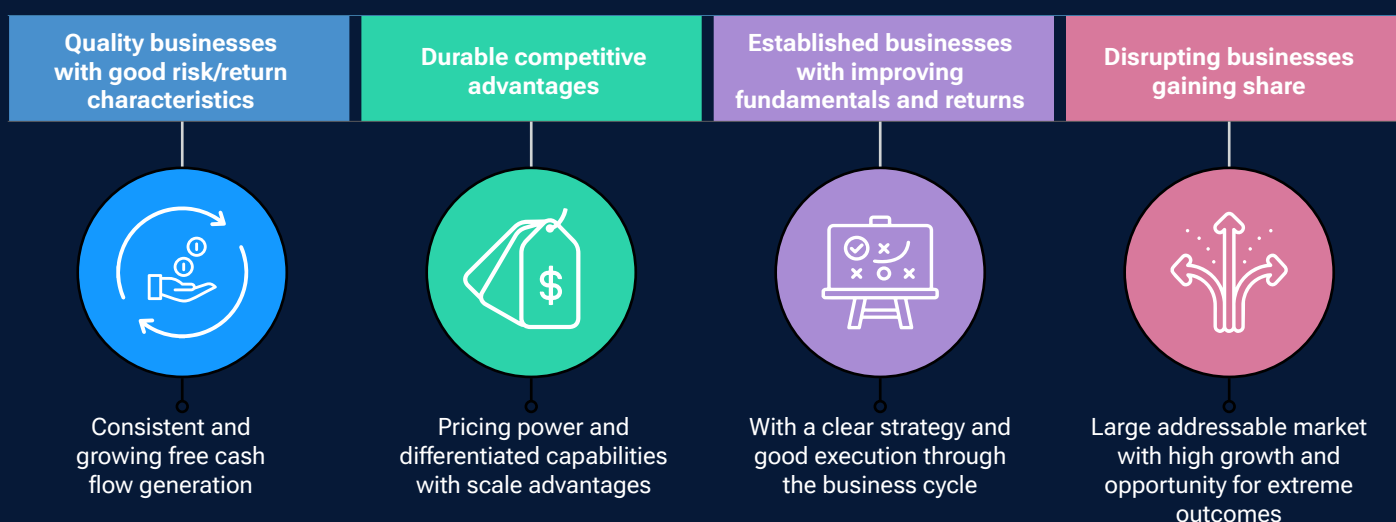 Quality businesses
with good risk/return
characteristics
Durable competitive
advantages
Established businesses
with improving
fundamentals and returns
Disrupting businesses
gaining share
$
Consistent and
growing free cash
flow generation
Pricing power and
differentiated capabilities
with scale advantages
With a clear strategy and
good execution through
the business cycle
Large addressable market
with high growth and
opportunity for extreme
outcomes